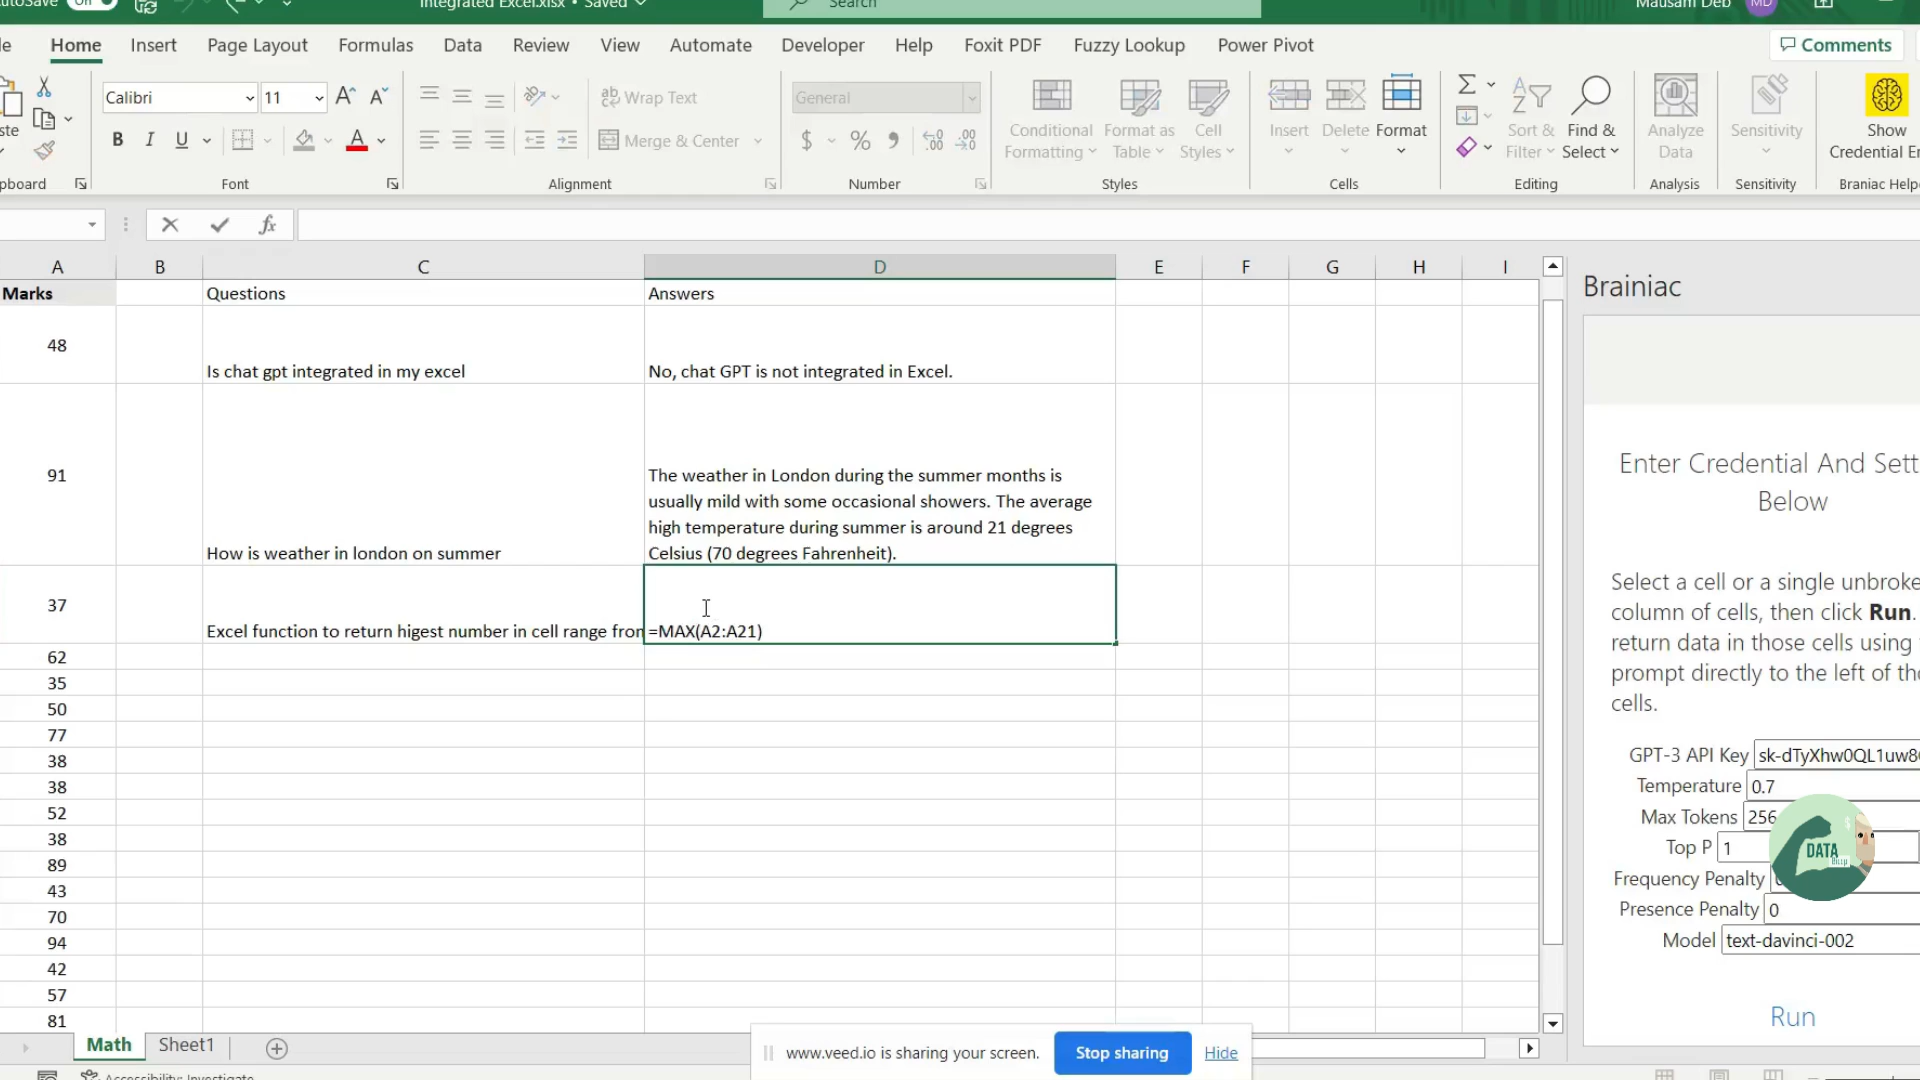 AutoSave On
Integrated Excel.xlsx • Saved
Search
Mausam Deb MD
Home Insert Page Layout Formulas Data Review View Automate Developer Help Foxit PDF Fuzzy Lookup Power Pivot Comments
Calibri 11
Wrap Text
General
Conditional Formatting
Format as Table
Cell Styles
Insert
Delete
Format
Sort & Filter
Find & Select
Analyze Data
Sensitivity
Show
Credential
B I U
Merge & Center
$ %
Font
Alignment
Number
Styles
Cells
Editing
Analysis
Sensitivity
Braniac
fx
A B C D E F G H I
Marks Questions Answers
48 Is chat gpt integrated in my excel No, chat GPT is not integrated in Excel.
91 How is weather in london on summer
The weather in London during the summer months is
usually mild with some occasional showers. The average
high temperature during summer is around 21 degrees
Celsius (70 degrees Fahrenheit).
37 Excel function to return higest number in cell range from =MAX(A2:A21)
62
35
50
77
38
38
52
38
89
43
70
94
42
57
81
Brainiac
Enter Credential And
Below
Select a cell or a single
column of cells, then click Run.
return data in those cells using
prompt directly to the left of
cells.
GPT-3 API Key sk-dTyXhw0QL1uw8
Temperature 0.7
Max Tokens 256
Top P 1
Frequency Penalty
Presence Penalty 0
Model text-davinci-002
DATA
Run
Math Sheet1
www.veed.io is sharing your screen. Stop sharing Hide
Accessibility: Investigate